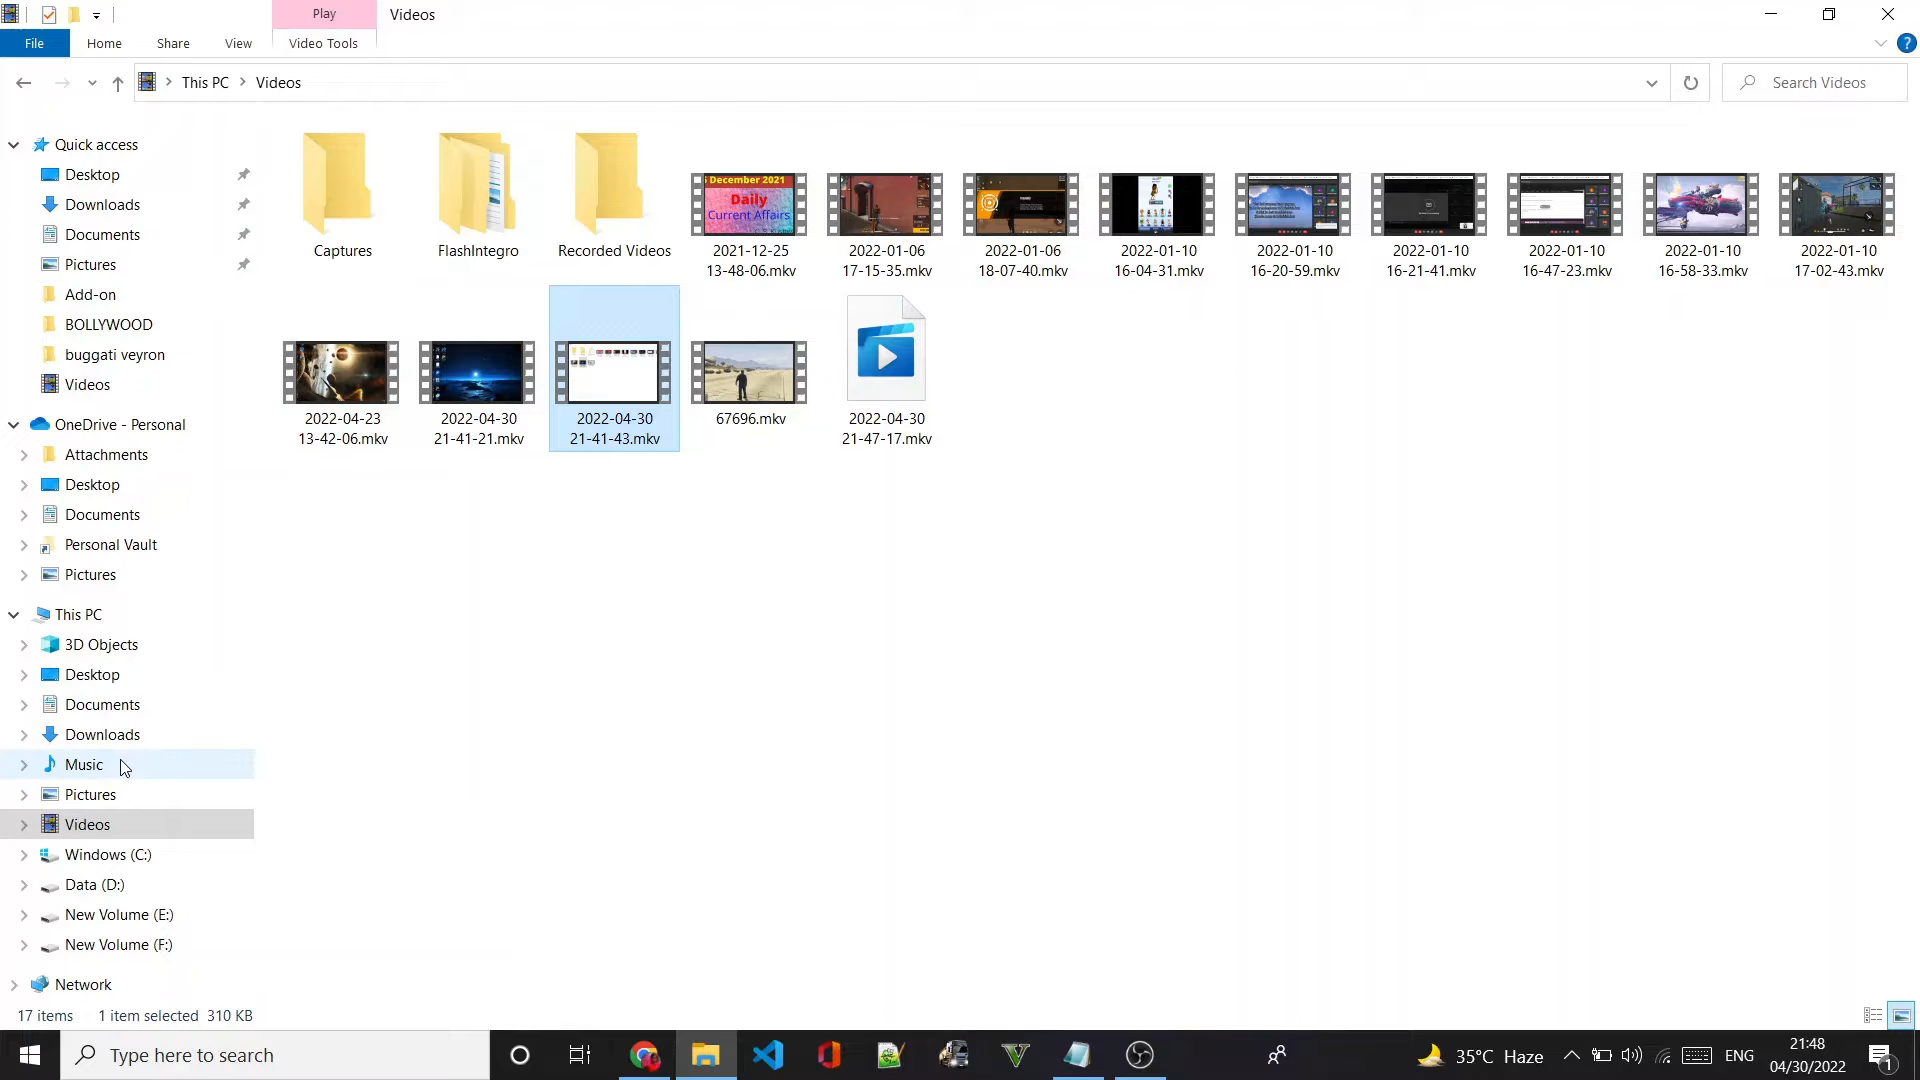 Play
Videos
File
Home
Share
View
Video Tools
This PC
Videos
Search Videos
Quick access
Desktop
Downloads
Documents
Pictures
Add-on
BOLLYWOOD
buggati veyron
Videos
OneDrive - Personal
Attachments
Desktop
Documents
Personal Vault
Pictures
This PC
3D Objects
Desktop
Documents
Downloads
Music
Pictures
Videos
Windows (C:)
Data (D:)
New Volume (E:)
New Volume (F:)
Network
Captures
FlashIntegro
Recorded Videos
December 2021
Daily
Current Affairs
2021-12-25
13-48-06.mkv
2022-01-06
17-15-35.mkv
2022-01-06
18-07-40.mkv
2022-01-10
16-04-31.mkv
2022-01-10
16-20-59.mkv
2022-01-10
16-21-41.mkv
2022-01-10
16-47-23.mkv
2022-01-10
16-58-33.mkv
2022-01-10
17-02-43.mkv
2022-04-23
13-42-06.mkv
2022-04-30
21-41-21.mkv
2022-04-30
21-41-43.mkv
67696.mkv
2022-04-30
21-47-17.mkv
17 items
1 item selected 310 KB
Type here to search
35°C Haze
ENG
21:48
04/30/2022
1